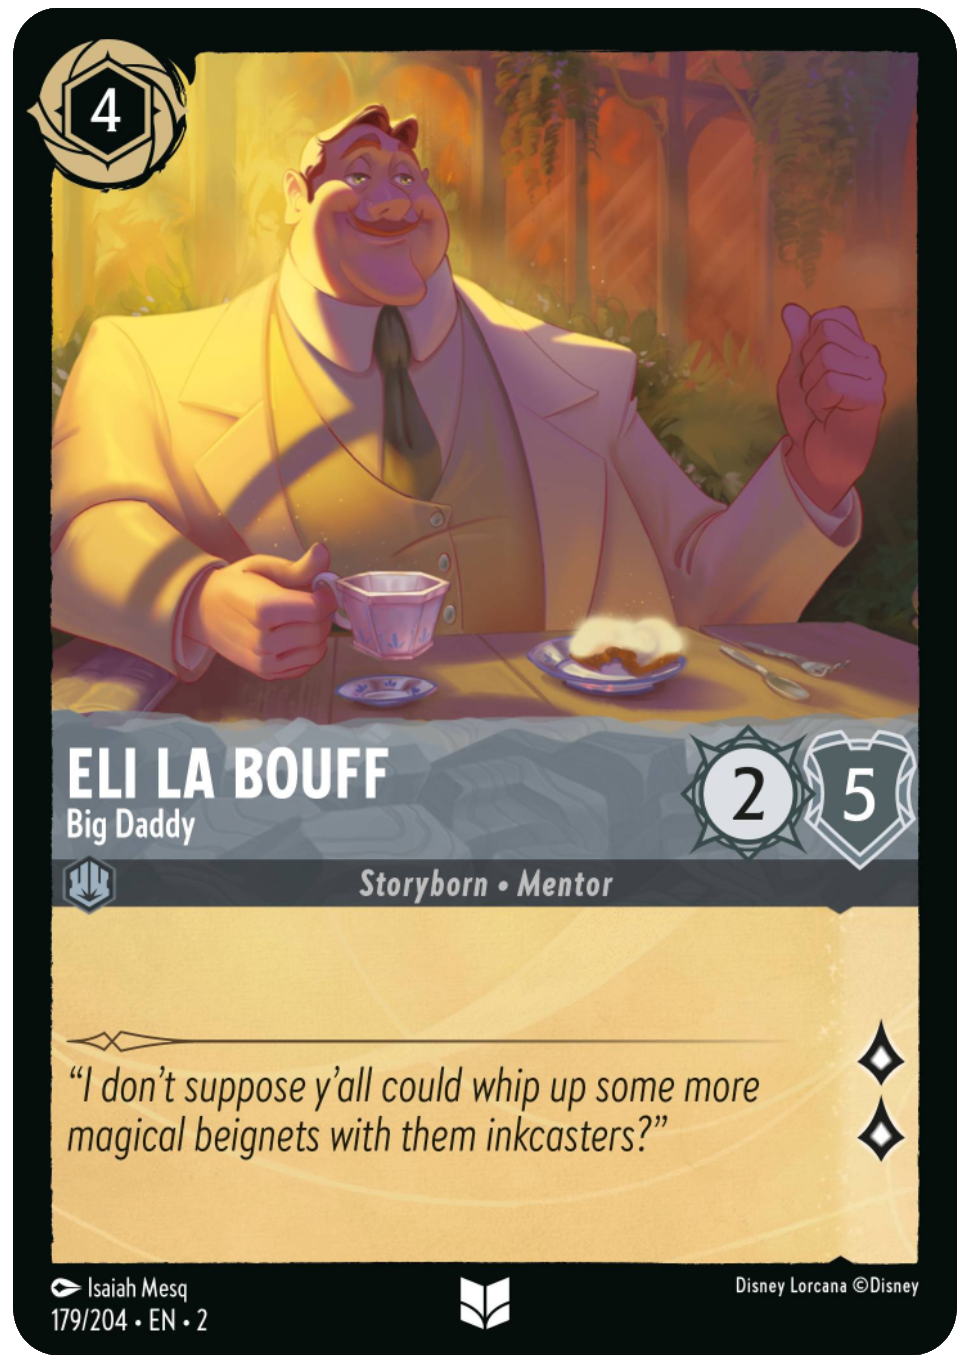 4
ELI LA BOUFF
Big Daddy
2
5
Storyborn • Mentor
“I don’t suppose y’all could whip up some more
magical beignets with them inkcasters?”
Isaiah Mesq
179/204 • EN • 2
Disney Lorcana ©Disney